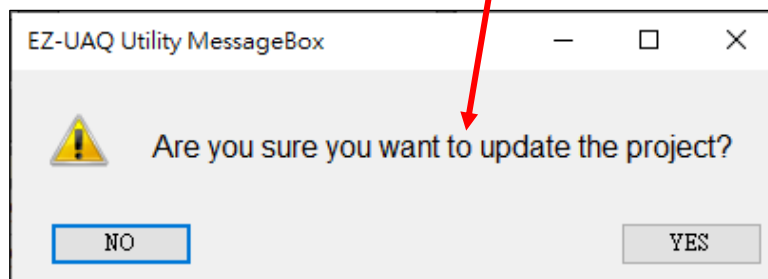 EZ-UAQ Utility MessageBox
Are you sure you want to update the project?
NO
YES